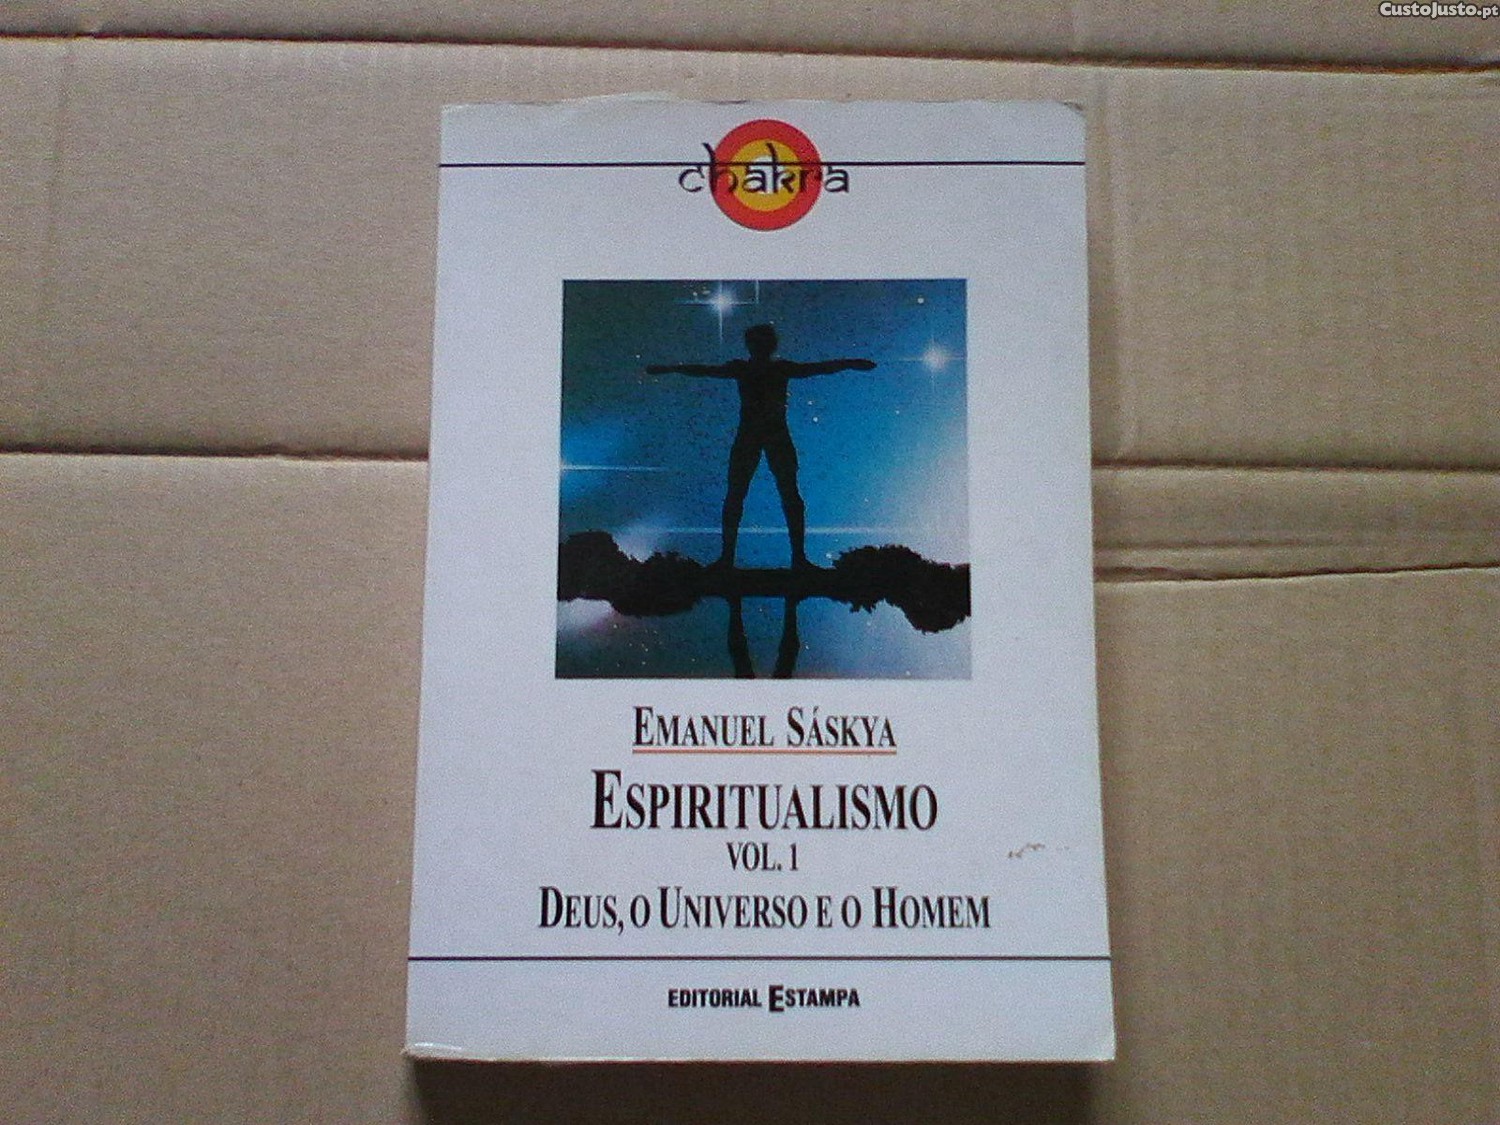 CustoJusto.pt
chakra
EMANUEL SÁSKYA
ESPIRITUALISMO
VOL. 1
DEUS, O UNIVERSO E O HOMEM
EDITORIAL ESTAMPA